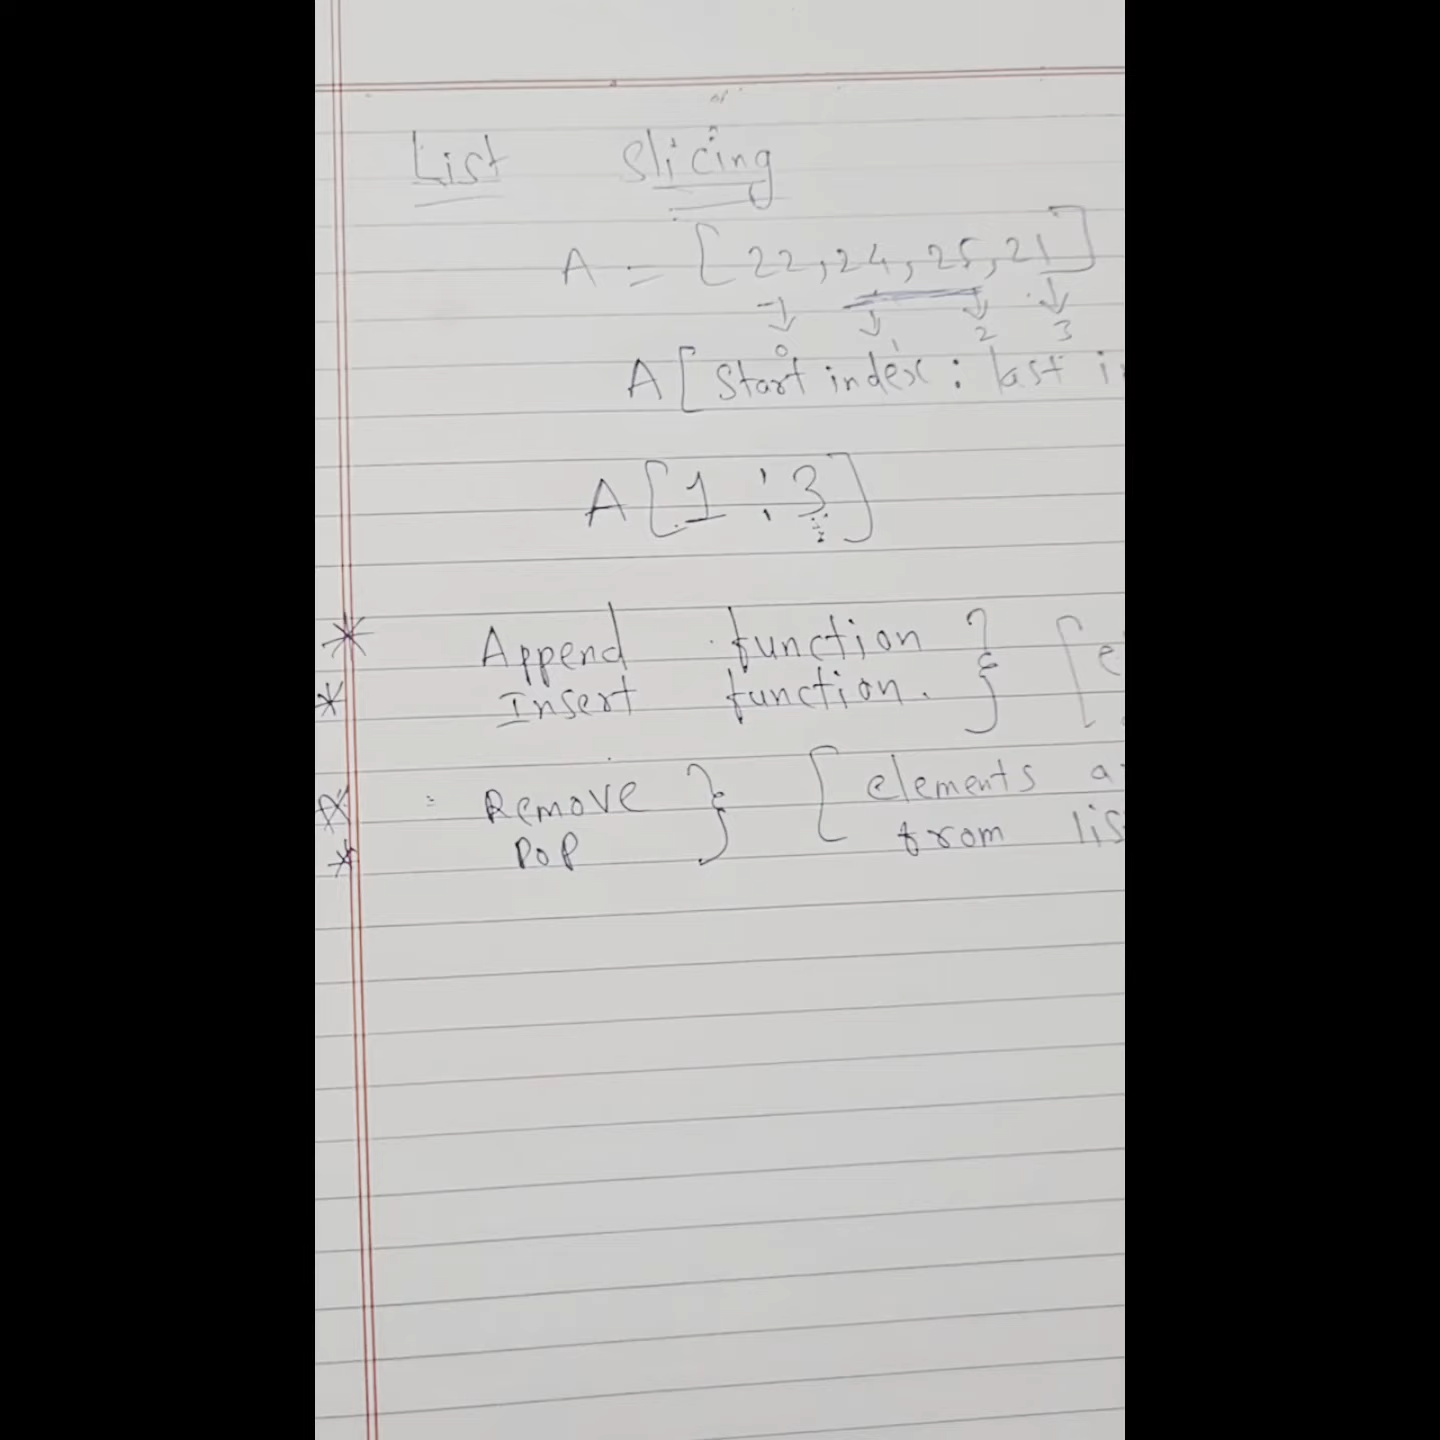 List Slicing
A = [22, 24, 25, 21]
0 1 2 3
A[Start index : last i
A[1 : 3]
* Append function }
* Insert function. } [e
* Remove } [elements a
* POP } from lis